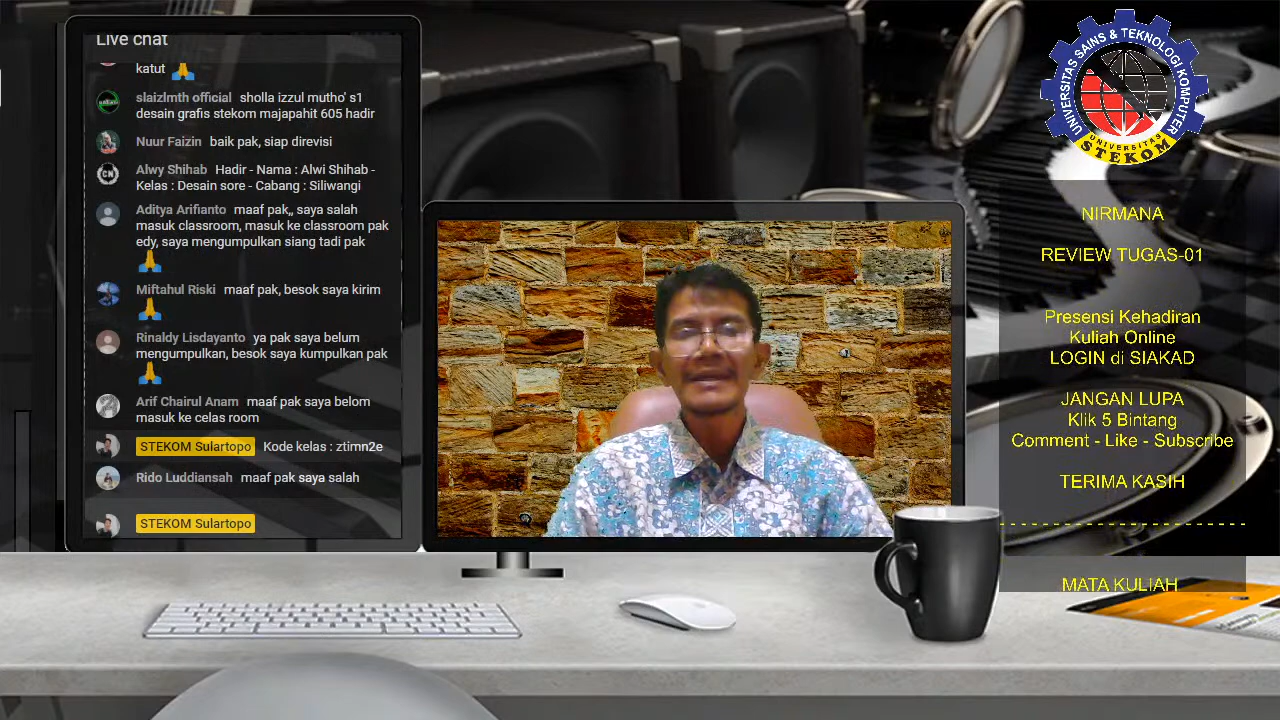 Live chat
katut
slaizlmth official sholla izzul mutho' s1
desain grafis stekom majapahit 605 hadir
Nuur Faizin baik pak, siap direvisi
Alwy Shihab Hadir - Nama : Alwi Shihab -
Kelas : Desain sore - Cabang : Siliwangi
Aditya Arifianto maaf pak,, saya salah
masuk classroom, masuk ke classroom pak
edy, saya mengumpulkan siang tadi pak
Miftahul Riski maaf pak, besok saya kirim
Rinaldy Lisdayanto ya pak saya belum
mengumpulkan, besok saya kumpulkan pak
Arif Chairul Anam maaf pak saya belom
masuk ke celas room
STEKOM Sulartopo Kode kelas : ztimn2e
Rido Luddiansah maaf pak saya salah
STEKOM Sulartopo
UNIVERSITAS SAINS & TEKNOLOGI KOMPUTER
UNIVERSITAS
STEKOM
NIRMANA
REVIEW TUGAS-01
Presensi Kehadiran
Kuliah Online
LOGIN di SIAKAD
JANGAN LUPA
Klik 5 Bintang
Comment - Like - Subscribe
TERIMA KASIH
MATA KULIAH